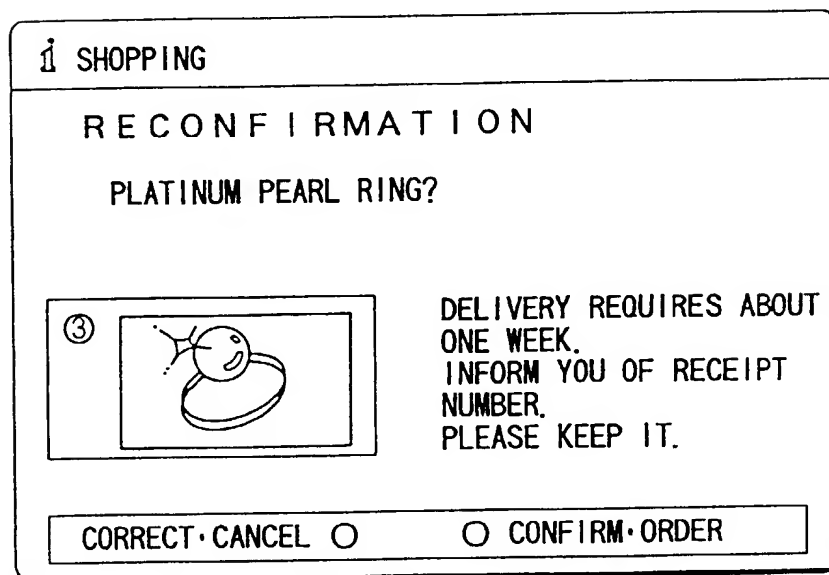 i SHOPPING
RECONFIRMATION
PLATINUM PEARL RING?
③
DELIVERY REQUIRES ABOUT
ONE WEEK.
INFORM YOU OF RECEIPT
NUMBER.
PLEASE KEEP IT.
CORRECT·CANCEL ○ ○ CONFIRM·ORDER